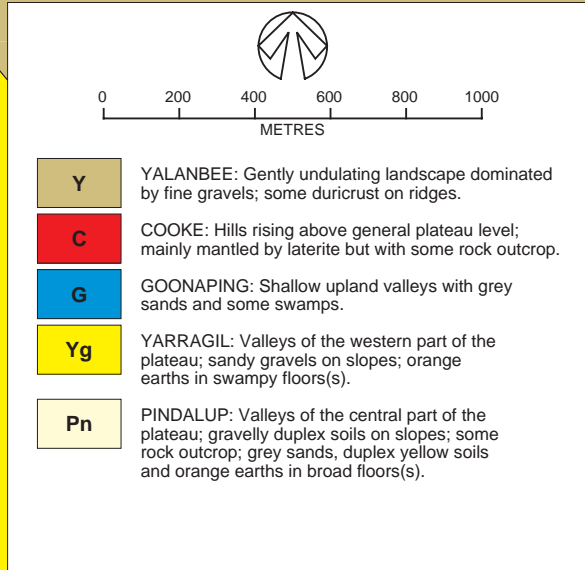 0 200 400 600 800 1000
METRES
Y
YALANBEE: Gently undulating landscape dominated
by fine gravels; some duricrust on ridges.
C
COOKE: Hills rising above general plateau level;
mainly mantled by laterite but with some rock outcrop.
G
GOONAPING: Shallow upland valleys with grey
sands and some swamps.
Yg
YARRAGIL: Valleys of the western part of the
plateau; sandy gravels on slopes; orange
earths in swampy floors(s).
Pn
PINDALUP: Valleys of the central part of the
plateau; gravelly duplex soils on slopes; some
rock outcrop; grey sands, duplex yellow soils
and orange earths in broad floors(s).